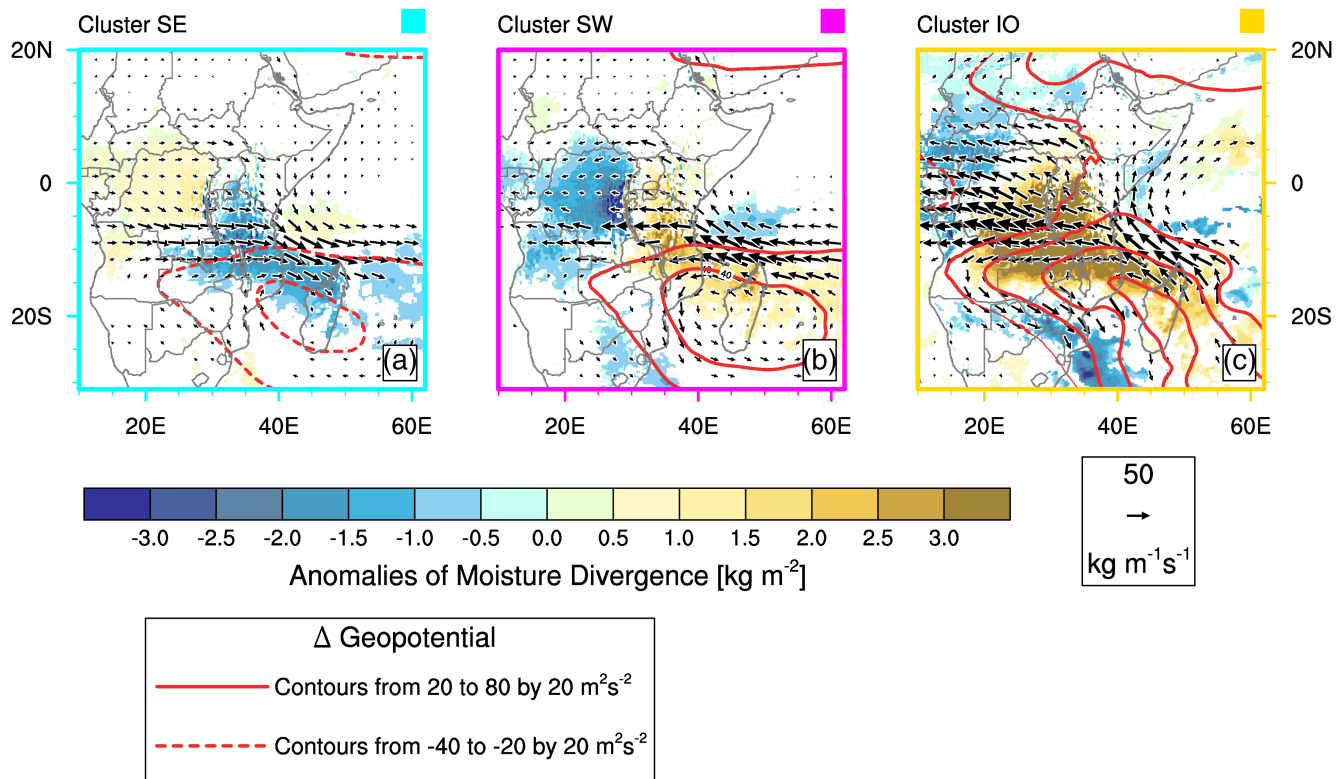 Cluster SE
Cluster SW
Cluster IO
20N
0
20S
20N
0
20S
(a)
40
40
(b)
(c)
20E 40E 60E
20E 40E 60E
20E 40E 60E
-3.0 -2.5 -2.0 -1.5 -1.0 -0.5 0.0 0.5 1.0 1.5 2.0 2.5 3.0
Anomalies of Moisture Divergence [kg m⁻²]
50
kg m⁻¹s⁻¹
Δ Geopotential
Contours from 20 to 80 by 20 m²s⁻²
Contours from -40 to -20 by 20 m²s⁻²